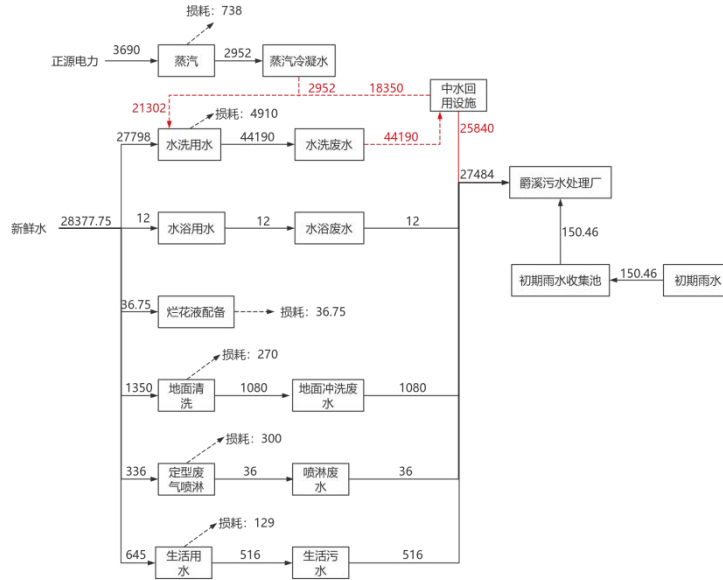 损耗：738
正源电力
3690
蒸汽
2952
蒸汽冷凝水
2952
18350
中水回
用设施
21302
损耗：4910
25840
27798
水洗用水
44190
水洗废水
44190
27484
爵溪污水处理厂
新鲜水
28377.75
12
水浴用水
12
水浴废水
12
150.46
初期雨水收集池
150.46
初期雨水
36.75
烂花液配备
损耗：36.75
损耗：270
1350
地面清
洗
1080
地面冲洗废
水
1080
损耗：300
336
定型废
气喷淋
36
喷淋废
水
36
损耗：129
645
生活用
水
516
生活污
水
516